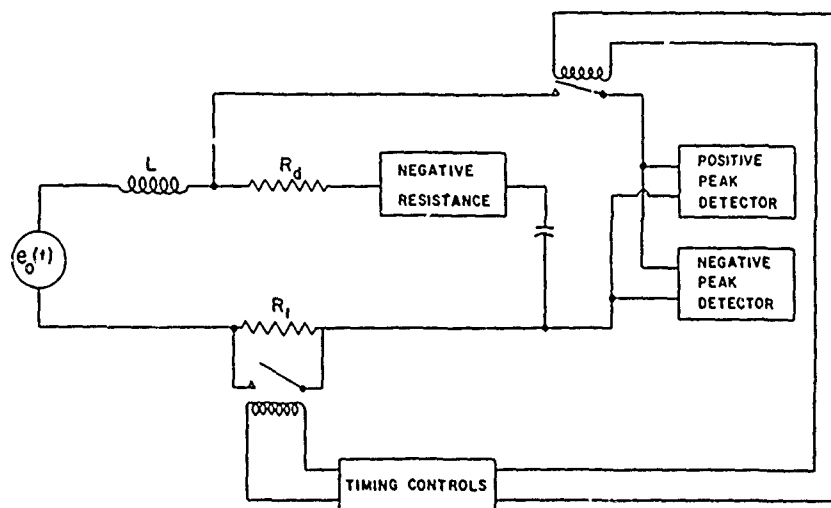 L
R_d
NEGATIVE
RESISTANCE
POSITIVE
PEAK
DETECTOR
e_o(t)
NEGATIVE
PEAK
DETECTOR
R_1
TIMING CONTROLS